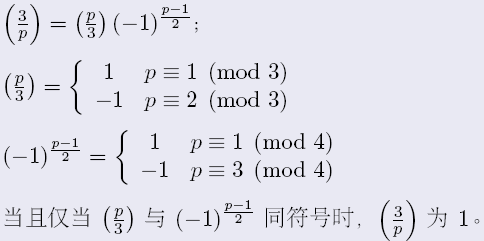 (3/p) = (p/3) (−1)^{(p−1)/2};
(p/3) = { 1 p ≡ 1 (mod 3)
−1 p ≡ 2 (mod 3)
(−1)^{(p−1)/2} = { 1 p ≡ 1 (mod 4)
−1 p ≡ 3 (mod 4)
当且仅当 (p/3) 与 (−1)^{(p−1)/2} 同符号时, (3/p) 为 1。